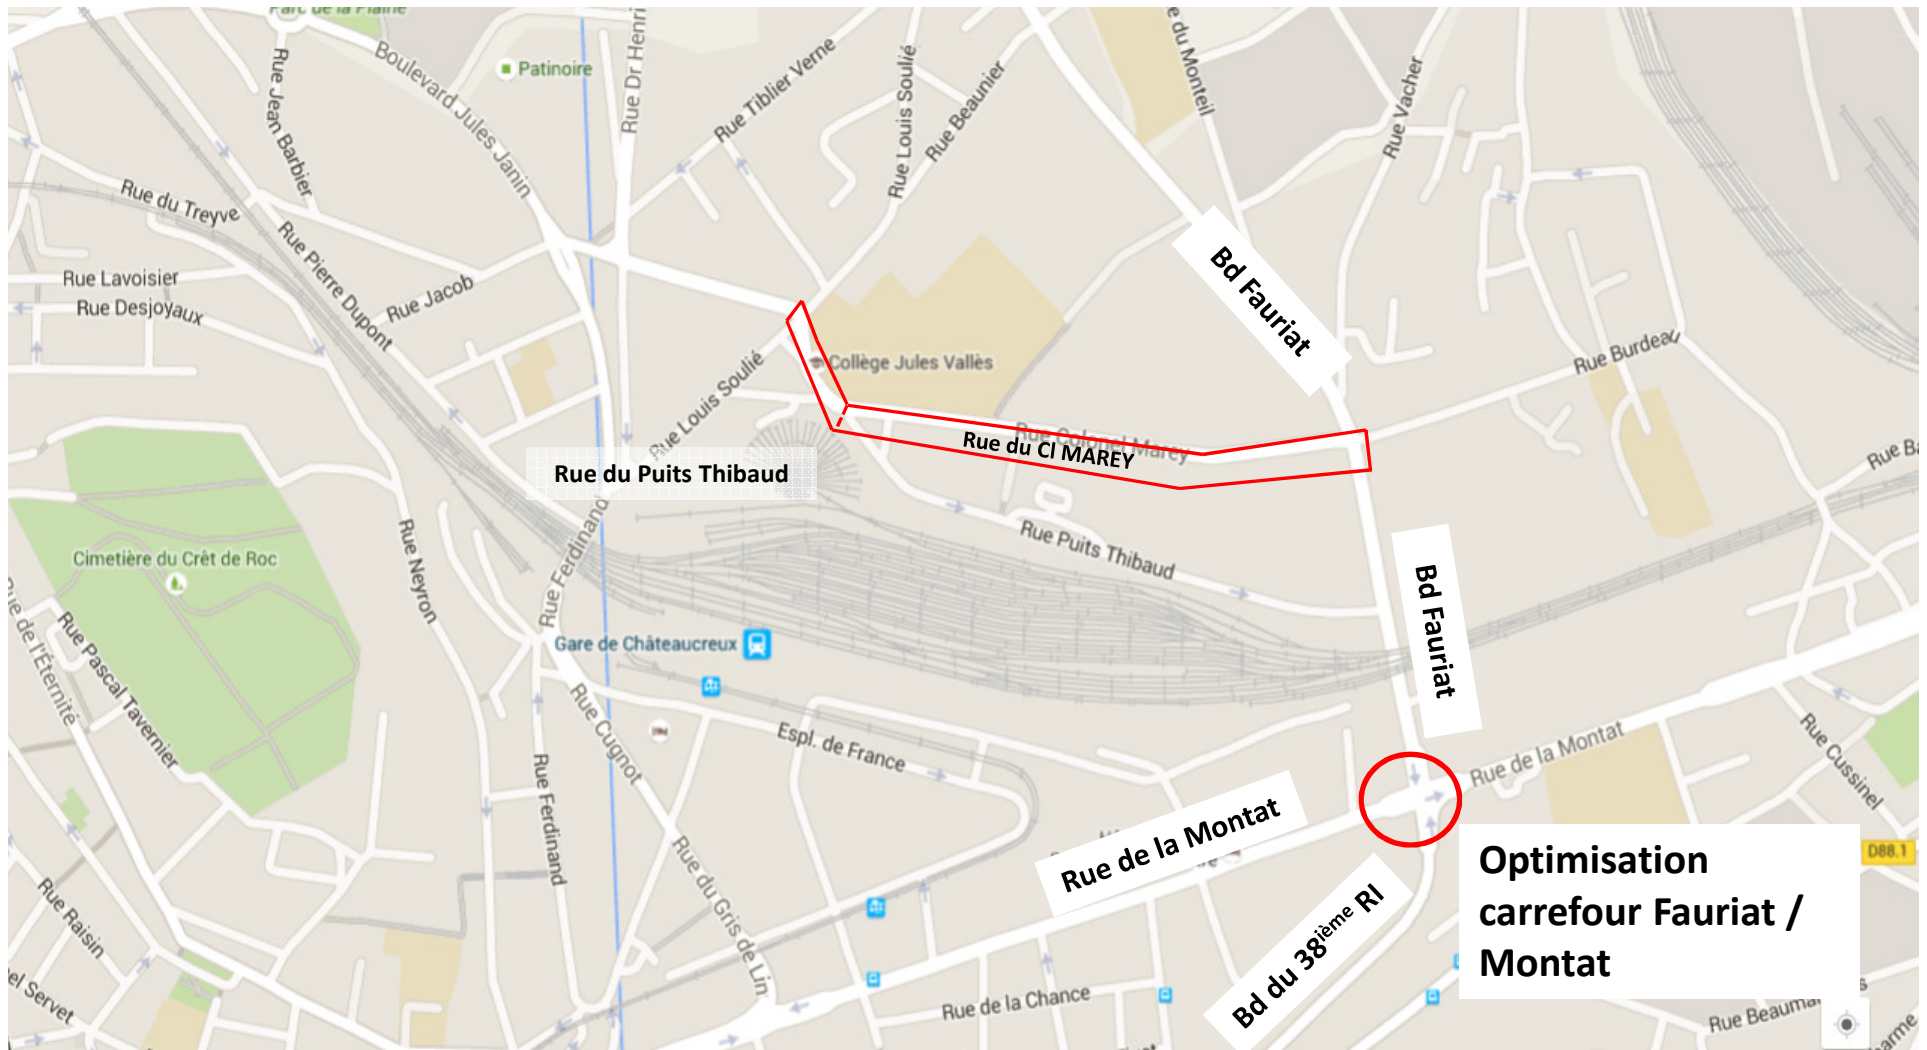 Parc de la Plaine
Boulevard Jules Janin
Patinoire
Rue Jean Barbier
Rue Dr Henri
Rue Tiblier Verne
Rue Louis Soulié
Rue Beaunier
e du Monteil
Rue Vacher
Rue du Treyve
Rue Pierre Dupont
Rue Lavoisier
Rue Desjoyaux
Rue Jacob
Bd Fauriat
Rue Burdeau
Collège Jules Vallès
Rue Louis Soulié
Rue Colonel Marey
Rue du Cl MAREY
Rue du Puits Thibaud
Rue Ba
Rue Puits Thibaud
Rue Neyron
Rue Ferdinand
Cimetière du Crêt de Roc
Bd Fauriat
Gare de Châteaucreux
Rue de l'Éternité
Rue Pascal Tavernier
Rue Cugnot
Espl. de France
Rue Ferdinand
Rue de la Montat
Rue Cussinel
Rue de la Montat
Optimisation
carrefour Fauriat /
Montat
D88.1
Rue du Gris de Lin
Rue Raisin
Bd du 38ième RI
el Servet
Rue de la Chance
Rue Beauma